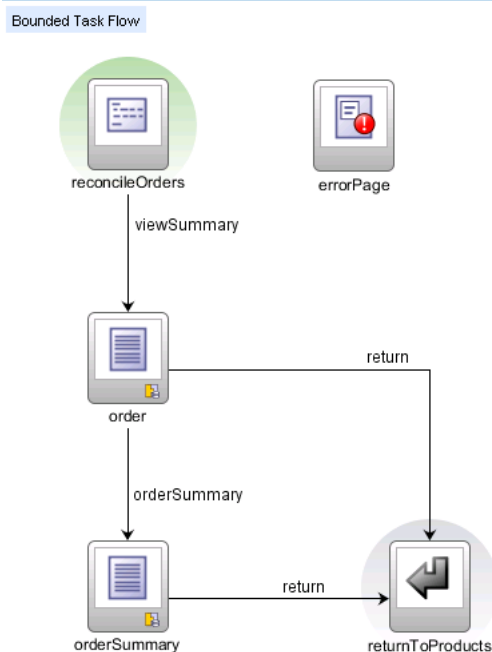 Bounded Task Flow
reconcileOrders
errorPage
viewSummary
return
order
orderSummary
return
orderSummary
returnToProducts